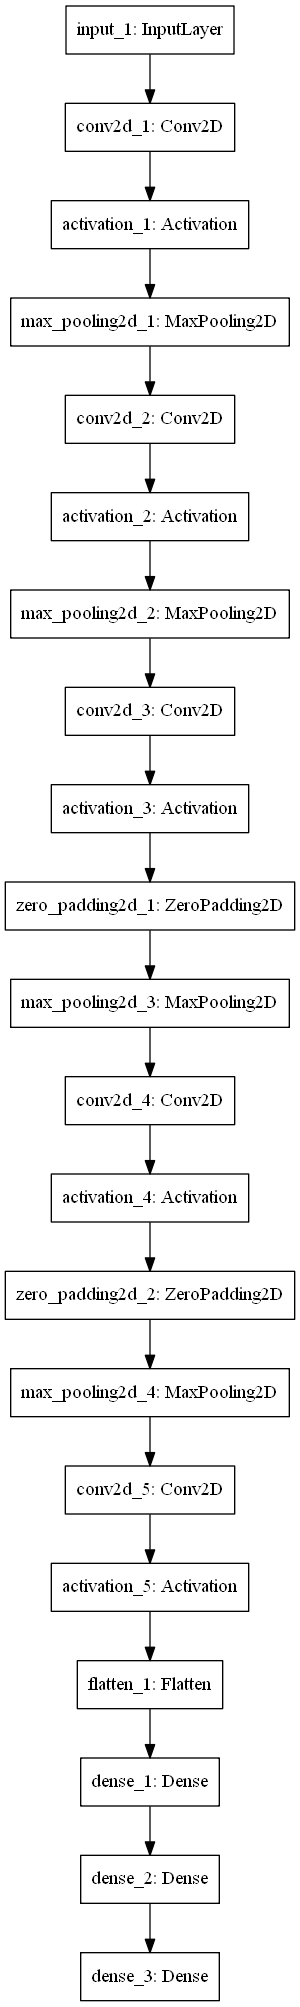 input_1: InputLayer
conv2d_1: Conv2D
activation_1: Activation
max_pooling2d_1: MaxPooling2D
conv2d_2: Conv2D
activation_2: Activation
max_pooling2d_2: MaxPooling2D
conv2d_3: Conv2D
activation_3: Activation
zero_padding2d_1: ZeroPadding2D
max_pooling2d_3: MaxPooling2D
conv2d_4: Conv2D
activation_4: Activation
zero_padding2d_2: ZeroPadding2D
max_pooling2d_4: MaxPooling2D
conv2d_5: Conv2D
activation_5: Activation
flatten_1: Flatten
dense_1: Dense
dense_2: Dense
dense_3: Dense